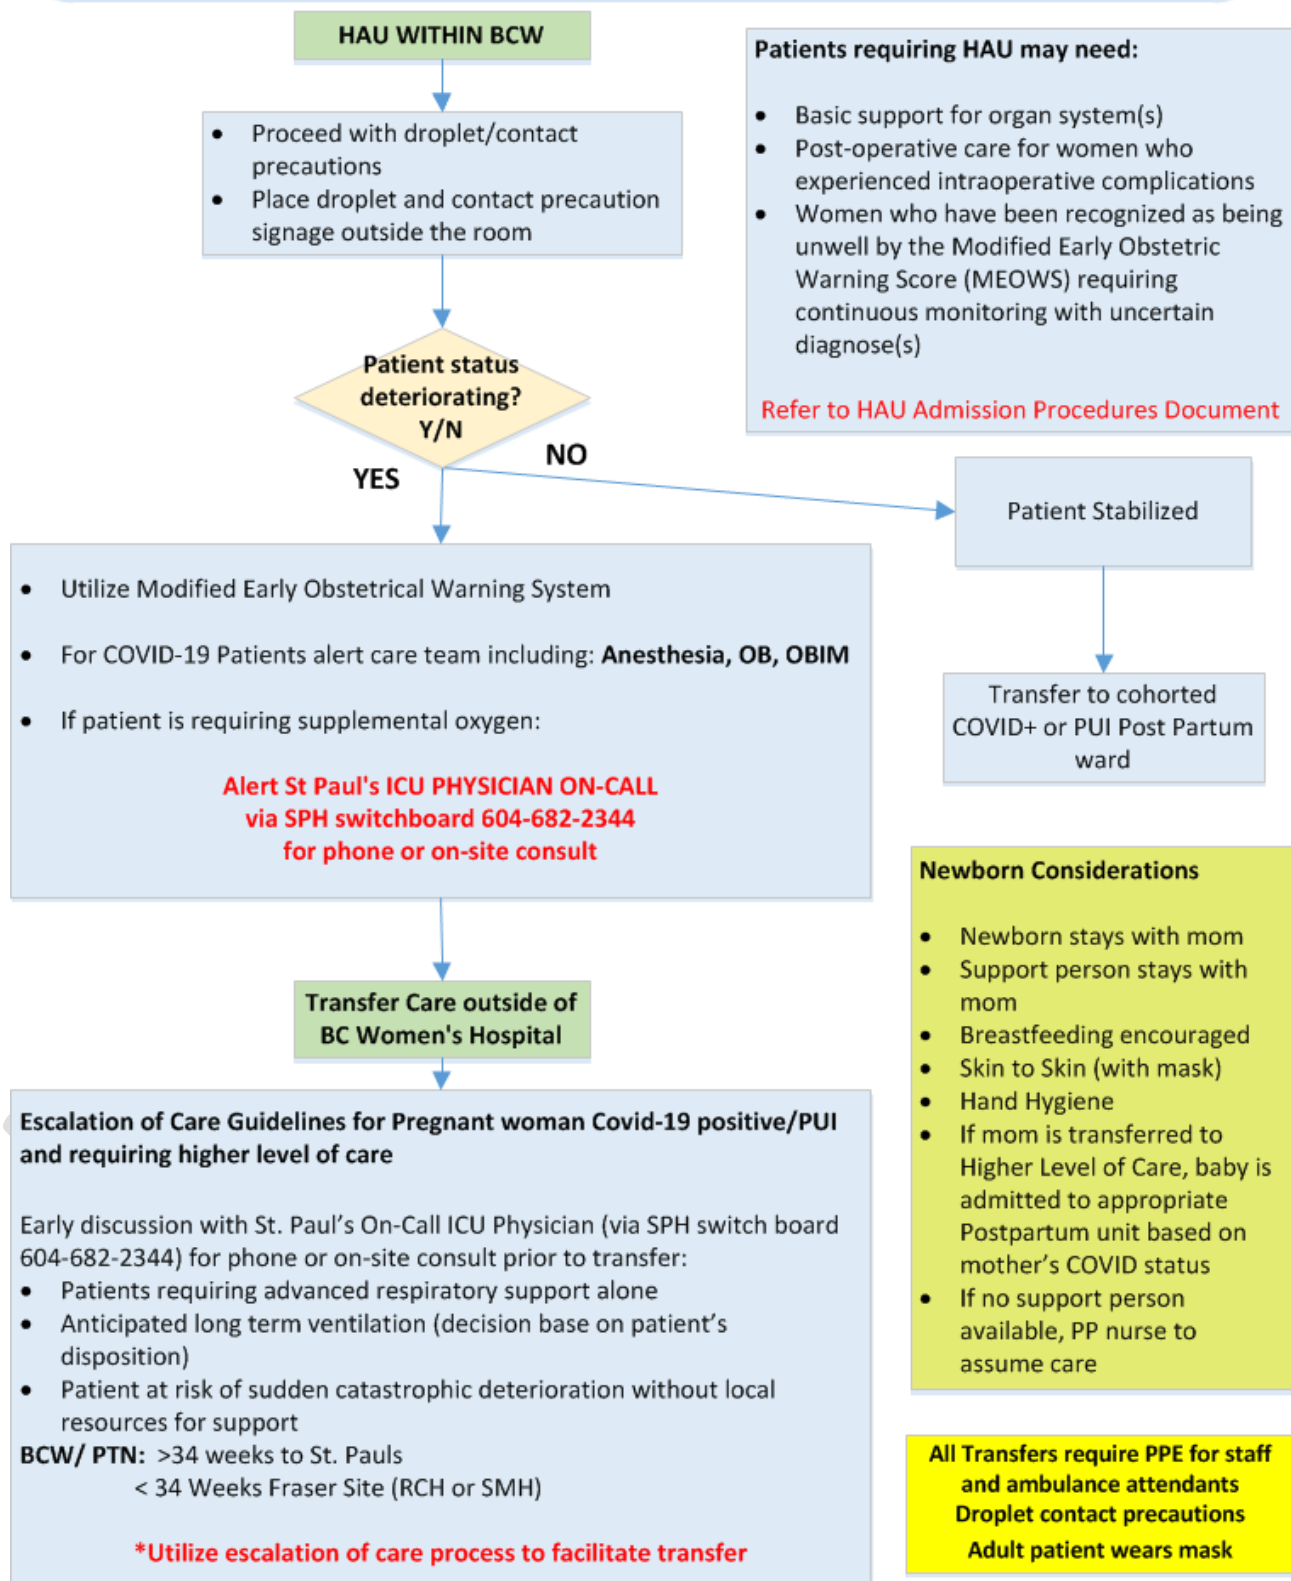 HAU WITHIN BCW
• Proceed with droplet/contact
precautions
• Place droplet and contact precaution
signage outside the room
Patients requiring HAU may need:
• Basic support for organ system(s)
• Post-operative care for women who
experienced intraoperative complications
• Women who have been recognized as being
unwell by the Modified Early Obstetric
Warning Score (MEOWS) requiring
continuous monitoring with uncertain
diagnose(s)
Refer to HAU Admission Procedures Document
Patient status
deteriorating?
Y/N
YES
NO
Patient Stabilized
Transfer to cohorted
COVID+ or PUI Post Partum
ward
• Utilize Modified Early Obstetrical Warning System
• For COVID-19 Patients alert care team including: Anesthesia, OB, OBIM
• If patient is requiring supplemental oxygen:
Alert St Paul's ICU PHYSICIAN ON-CALL
via SPH switchboard 604-682-2344
for phone or on-site consult
Transfer Care outside of
BC Women's Hospital
Escalation of Care Guidelines for Pregnant woman Covid-19 positive/PUI
and requiring higher level of care
Early discussion with St. Paul's On-Call ICU Physician (via SPH switch board
604-682-2344) for phone or on-site consult prior to transfer:
• Patients requiring advanced respiratory support alone
• Anticipated long term ventilation (decision base on patient's
disposition)
• Patient at risk of sudden catastrophic deterioration without local
resources for support
BCW/ PTN: >34 weeks to St. Pauls
< 34 Weeks Fraser Site (RCH or SMH)
*Utilize escalation of care process to facilitate transfer
Newborn Considerations
• Newborn stays with mom
• Support person stays with
mom
• Breastfeeding encouraged
• Skin to Skin (with mask)
• Hand Hygiene
• If mom is transferred to
Higher Level of Care, baby is
admitted to appropriate
Postpartum unit based on
mother's COVID status
• If no support person
available, PP nurse to
assume care
All Transfers require PPE for staff
and ambulance attendants
Droplet contact precautions
Adult patient wears mask